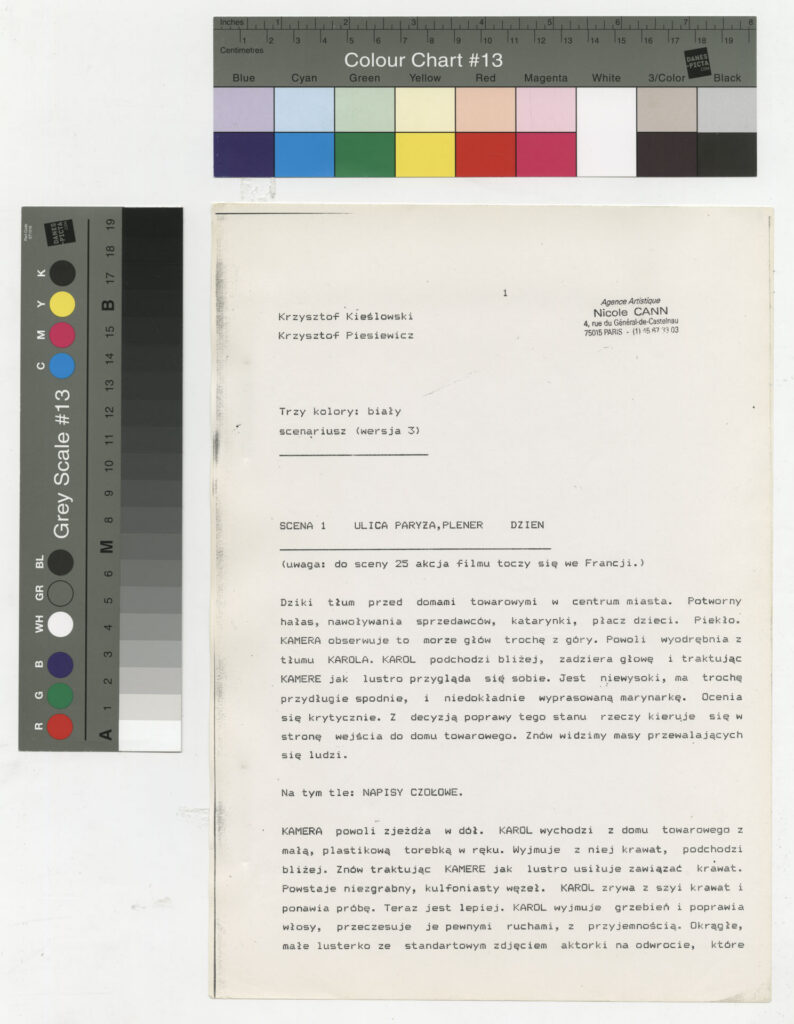 Inches 1 2 3 4 5 6 7 8
Centimetres 1 2 3 4 5 6 7 8 9 10 11 12 13 14 15 16 17 18 19
Colour Chart #13
DANES
-PICTA
.COM
Blue Cyan Green Yellow Red Magenta White 3/Color Black
DANES
-PICTA
.COM
Grey Scale #13
K
Y
M
C
BL
GR
WH
B
G
R
A 1 2 3 4 5 6 M 8 9 10 11 12 13 14 15 B 17 18 19
1
Agence Artistique
Nicole CANN
4, rue du Général-de-Castelnau
75015 PARIS - (1) 03
Krzysztof Kieślowski
Krzysztof Piesiewicz
Trzy kolory: biały
scenariusz (wersja 3)
SCENA 1 ULICA PARYZA,PLENER DZIEN
(uwaga: do sceny 25 akcja filmu toczy się we Francji.)
Dziki tłum przed domami towarowymi w centrum miasta. Potworny
hałas, nawoływania sprzedawców, katarynki, płacz dzieci. Piekło.
KAMERA obserwuje to morze głów trochę z góry. Powoli wyodrębnia z
tłumu KAROLA. KAROL podchodzi bliżej, zadziera głowę i traktując
KAMERE jak lustro przygląda się sobie. Jest niewysoki, ma trochę
przydługie spodnie, i niedokładnie wyprasowaną marynarkę. Ocenia
się krytycznie. Z decyzją poprawy tego stanu rzeczy kieruje się w
stronę wejścia do domu towarowego. Znów widzimy masy przewalających
się ludzi.
Na tym tle: NAPISY CZOŁOWE.
KAMERA powoli zjeżdża w dół. KAROL wychodzi z domu towarowego z
małą, plastikową torebką w ręku. Wyjmuje z niej krawat, podchodzi
bliżej. Znów traktując KAMERE jak lustro usiłuje zawiązać krawat.
Powstaje niezgrabny, kulfoniasty węzeł. KAROL zrywa z szyi krawat i
ponawia próbę. Teraz jest lepiej. KAROL wyjmuje grzebień i poprawia
włosy, przeczesuje je pewnymi ruchami, z przyjemnością. Okrągłe,
małe lusterko ze standartowym zdjęciem aktorki na odwrocie, które